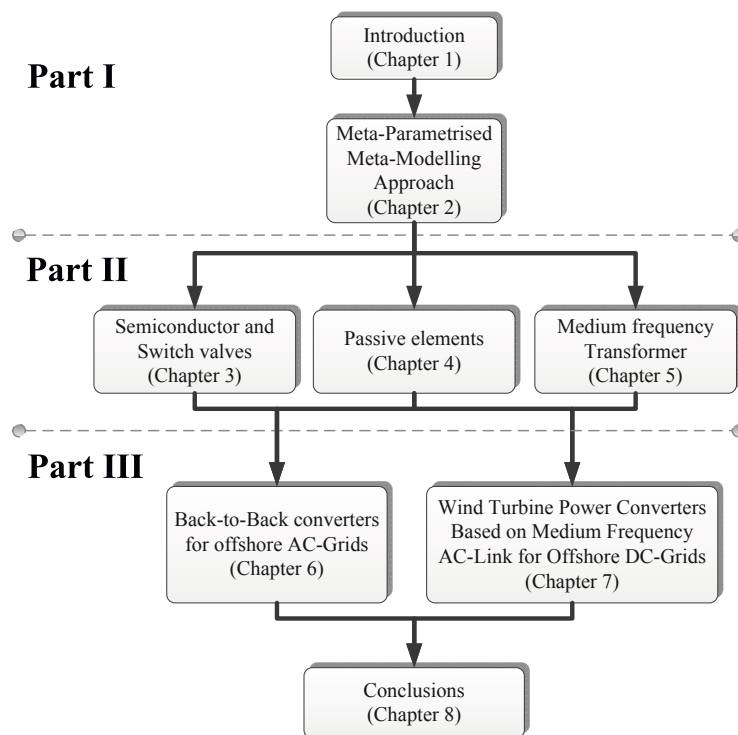 Part I
Introduction
(Chapter 1)
Meta-Parametrised
Meta-Modelling
Approach
(Chapter 2)
Part II
Semiconductor and
Switch valves
(Chapter 3)
Passive elements
(Chapter 4)
Medium frequency
Transformer
(Chapter 5)
Part III
Back-to-Back converters
for offshore AC-Grids
(Chapter 6)
Wind Turbine Power Converters
Based on Medium Frequency
AC-Link for Offshore DC-Grids
(Chapter 7)
Conclusions
(Chapter 8)